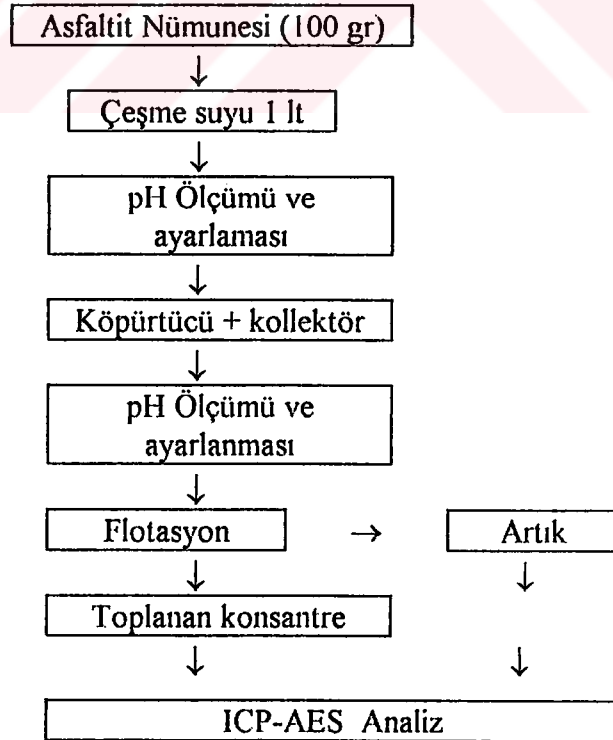 Asfaltit Nümunesi (100 gr)
↓
Çeşme suyu 1 lt
↓
pH Ölçümü ve
ayarlaması
↓
Köpürtücü + kollektör
↓
pH Ölçümü ve
ayarlanması
↓
Flotasyon → Artık
↓ ↓
Toplanan konsantre
↓ ↓
ICP-AES Analiz